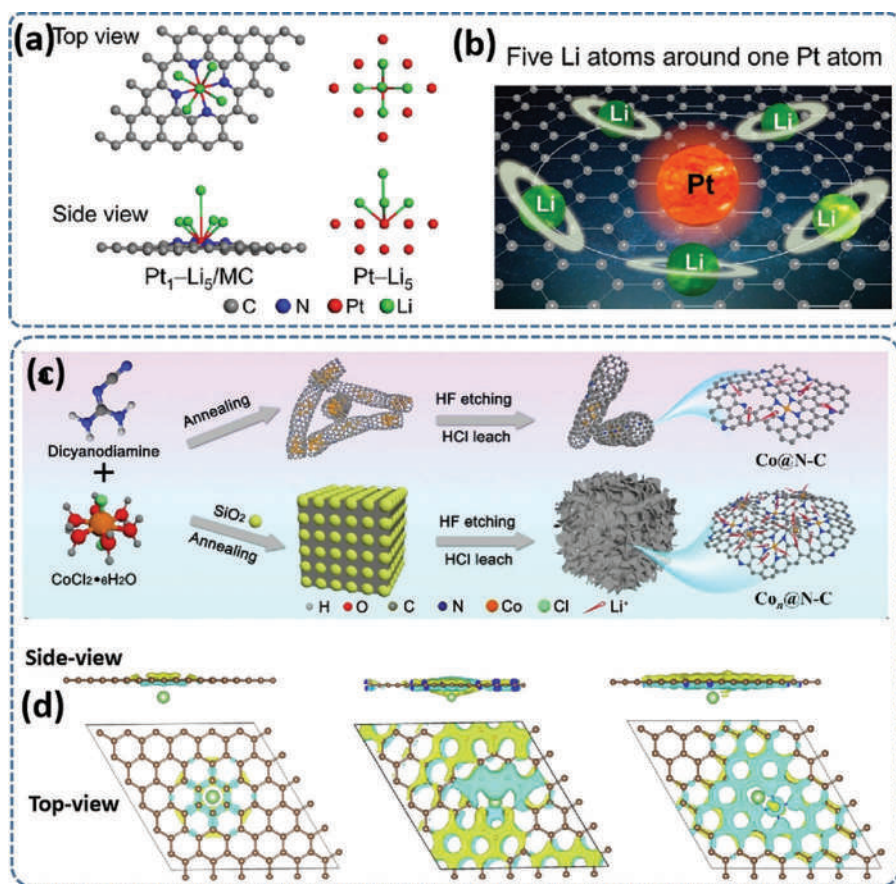 (a)
Top view
Side view
Pt₁–Li₅/MC
Pt–Li₅
C N Pt Li
(b)
Five Li atoms around one Pt atom
Li
Li
Pt
Li
Li
Li
(c)
Dicyanodiamine
+
CoCl₂•6H₂O
Annealing
HF etching
HCl leach
Co@N-C
SiO₂
Annealing
HF etching
HCl leach
Coₙ@N-C
H O C N Co Cl Li⁺
Side-view
(d)
Top-view